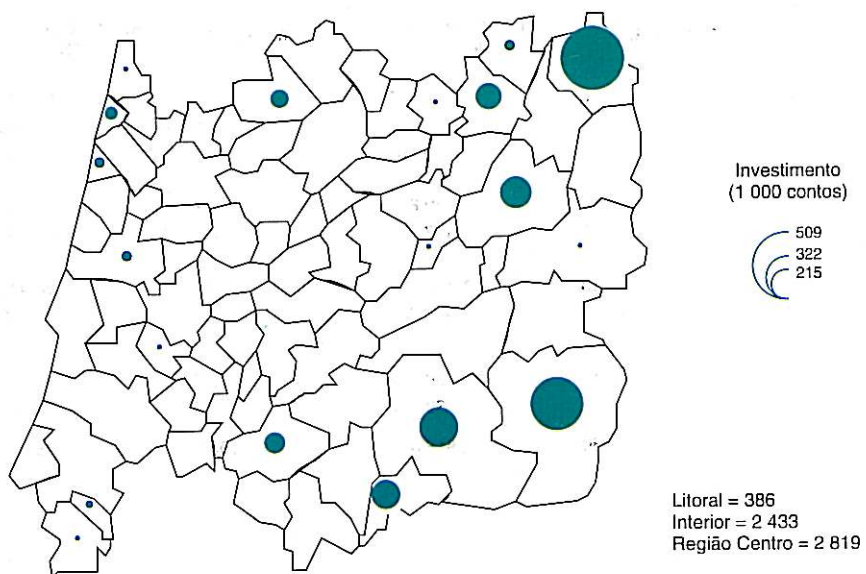 Investimento
(1 000 contos)
509
322
215
Litoral = 386
Interior = 2 433
Região Centro = 2 819